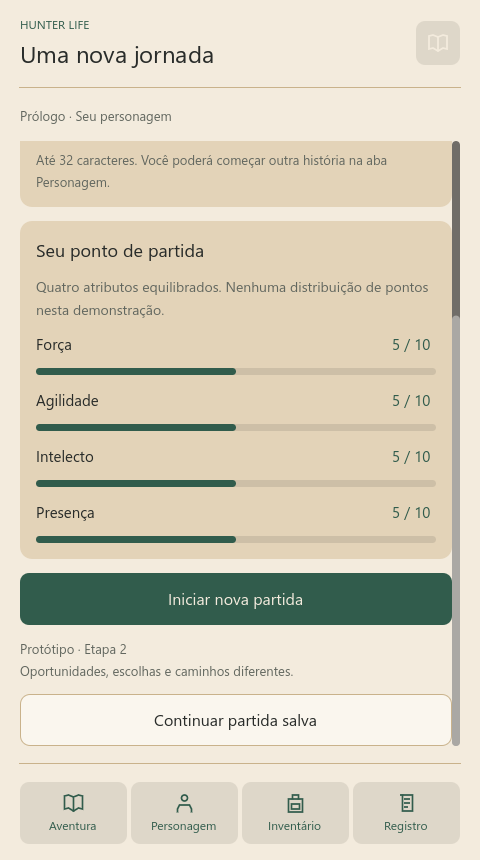 HUNTER LIFE
Uma nova jornada
Prólogo · Seu personagem
Até 32 caracteres. Você poderá começar outra história na aba
Personagem.
Seu ponto de partida
Quatro atributos equilibrados. Nenhuma distribuição de pontos
nesta demonstração.
Força 5 / 10
Agilidade 5 / 10
Intelecto 5 / 10
Presença 5 / 10
Iniciar nova partida
Protótipo · Etapa 2
Oportunidades, escolhas e caminhos diferentes.
Continuar partida salva
Aventura Personagem Inventário Registro